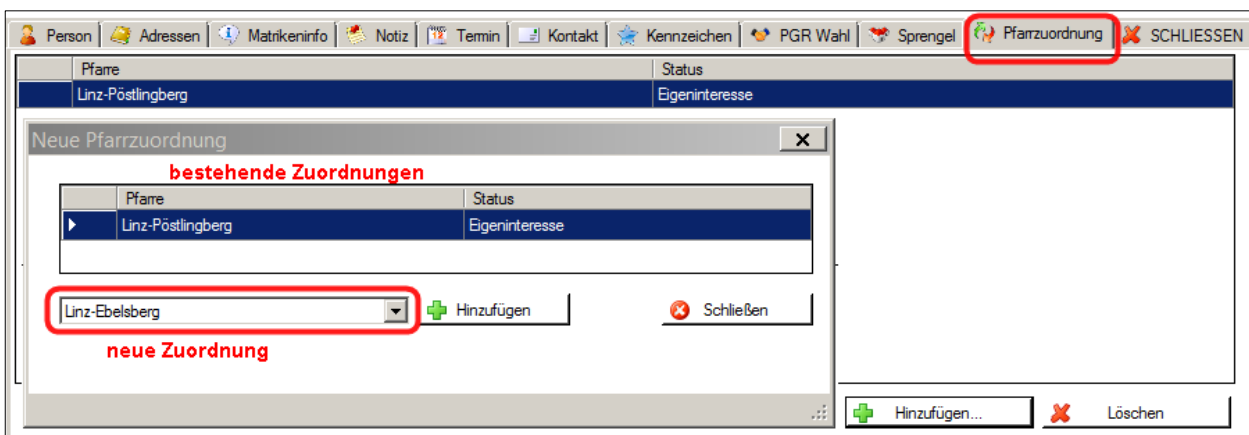 Person Adressen Matrikeninfo Notiz Termin Kontakt Kennzeichen PGR Wahl Sprengel Pfarrzuordnung SCHLIESSEN
Pfarre Status
Linz-Pöstlingberg Eigeninteresse
Neue Pfarrzuordnung
bestehende Zuordnungen
Pfarre Status
Linz-Pöstlingberg Eigeninteresse
Linz-Ebelsberg Hinzufügen Schließen
neue Zuordnung
Hinzufügen... Löschen